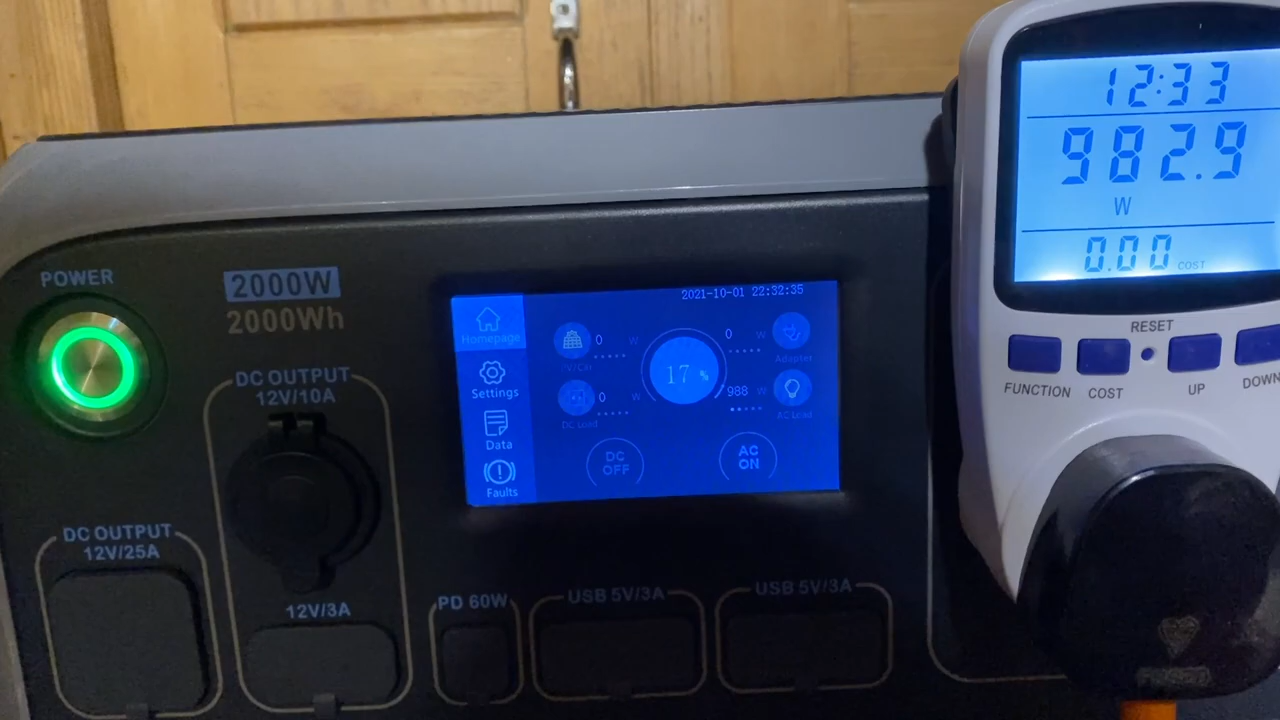 POWER
2000W
2000Wh
DC OUTPUT
12V/10A
DC OUTPUT
12V/25A
12V/3A
PD 60W
USB 5V/3A
USB 5V/3A
2021-10-01 22:32:35
Homepage
Settings
Data
Faults
0 W
DC Load
0 W
17 %
0 W
Adapter
988 W
AC Load
DC
OFF
AC
ON
12:33
982.9
W
0.00 COST
RESET
FUNCTION
COST
UP
DOWN